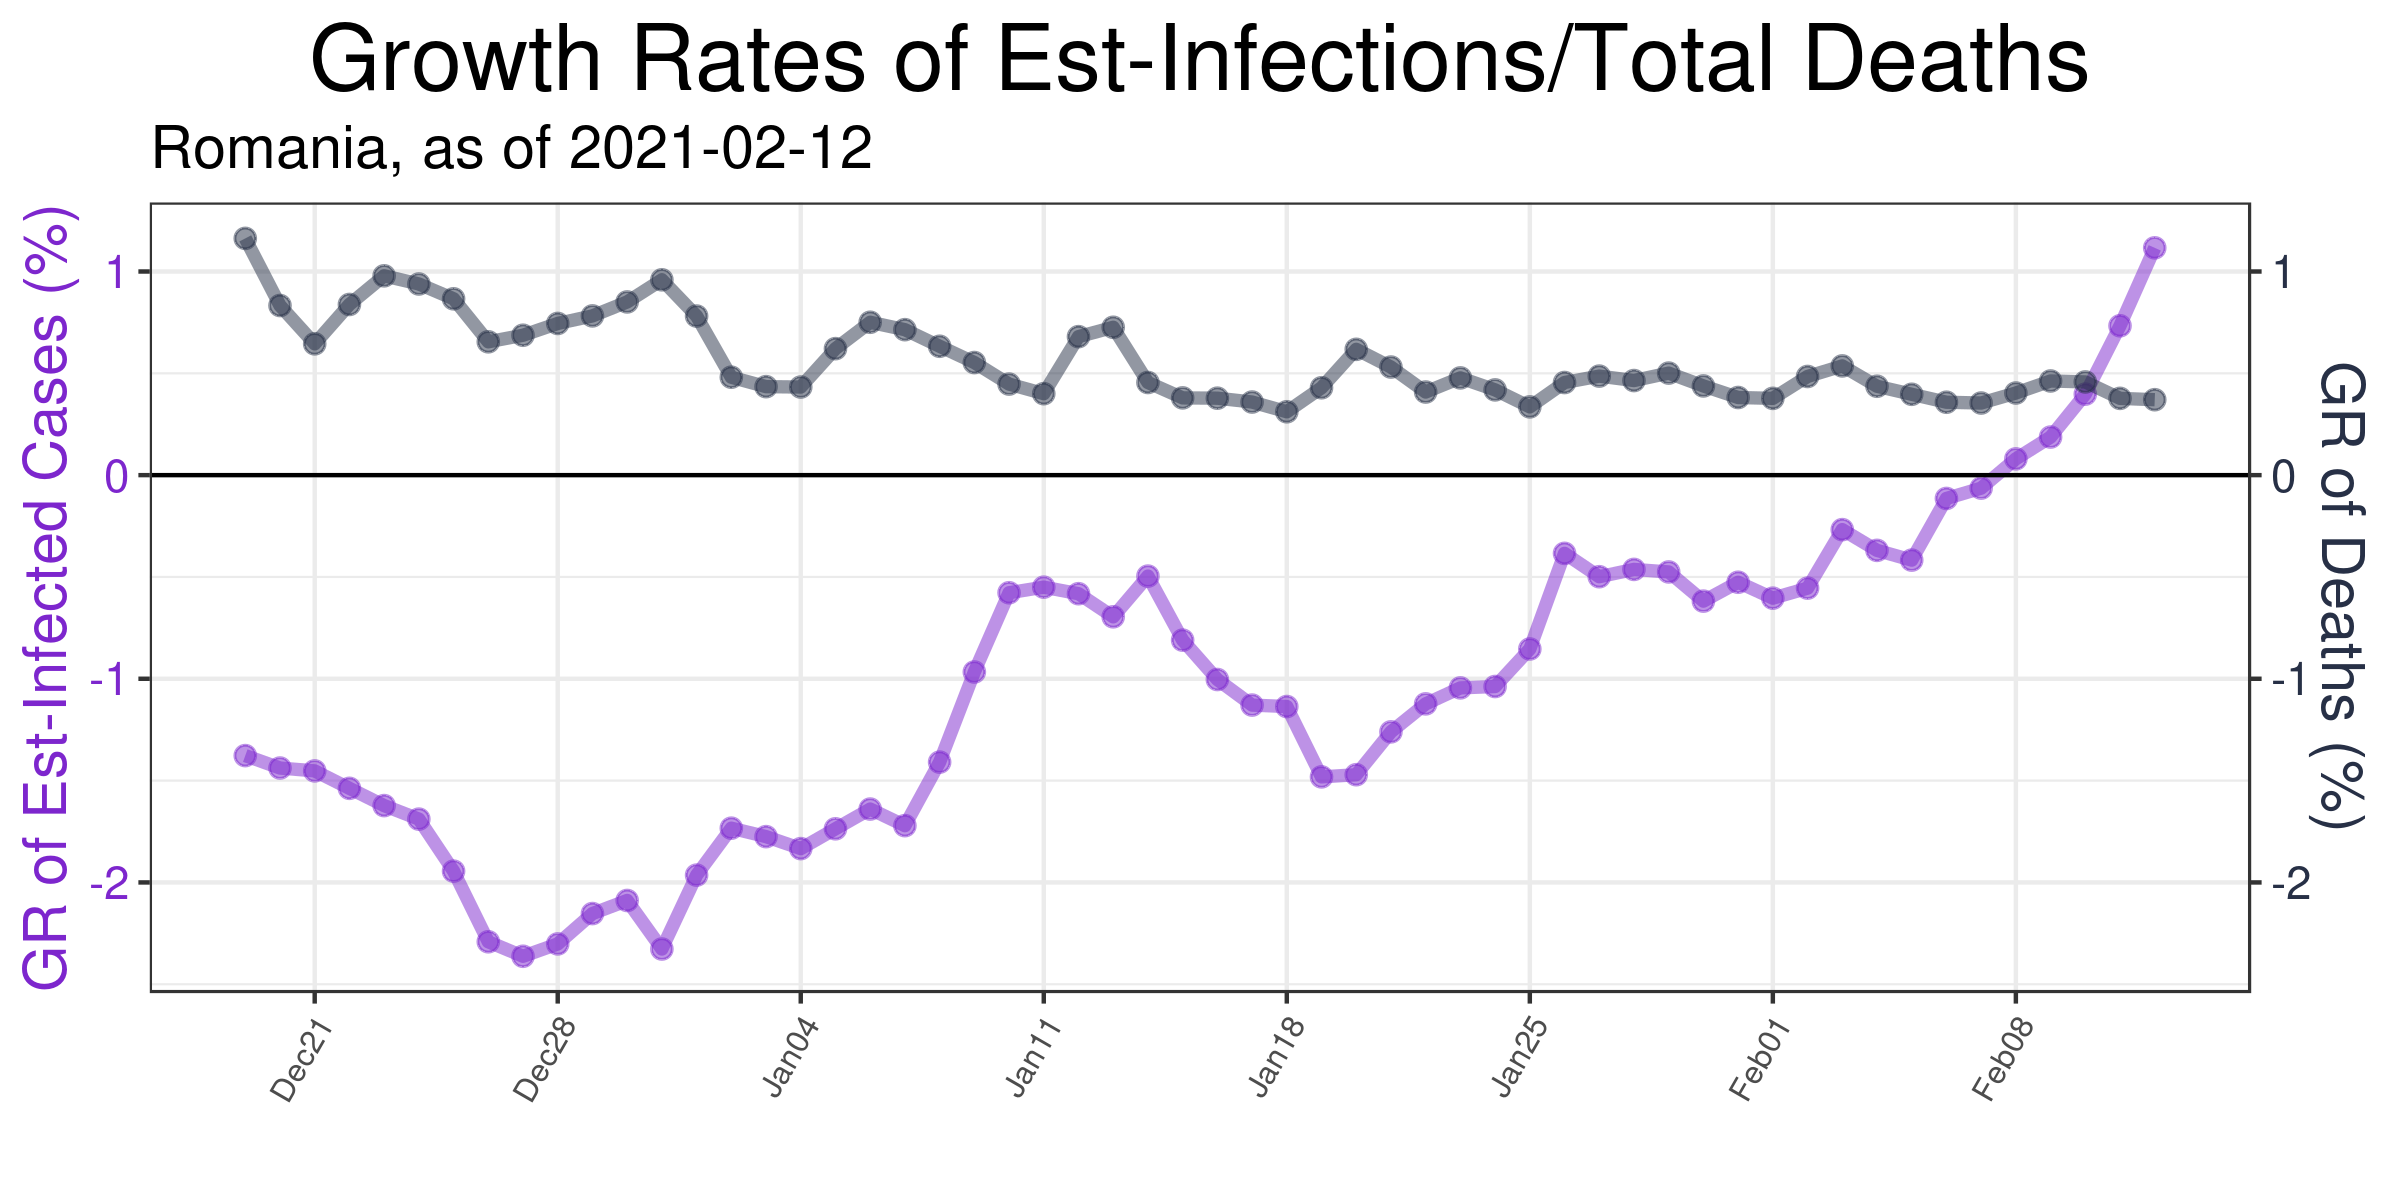 Growth Rates of Est-Infections/Total Deaths
Romania, as of 2021-02-12
GR of Est-Infected Cases (%)
1
0
-1
-2
1
0
-1
-2
GR of Deaths (%)
Dec21
Dec28
Jan04
Jan11
Jan18
Jan25
Feb01
Feb08